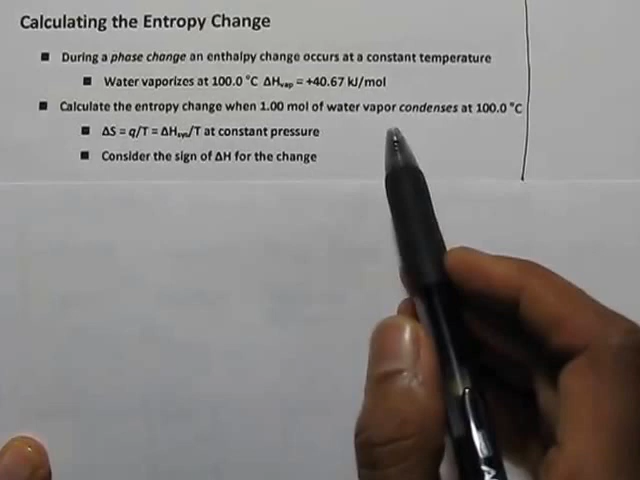 Calculating the Entropy Change
■ During a phase change an enthalpy change occurs at a constant temperature
■ Water vaporizes at 100.0 °C ΔHvap = +40.67 kJ/mol
■ Calculate the entropy change when 1.00 mol of water vapor condenses at 100.0 °C
■ ΔS = q/T = ΔHsys/T at constant pressure
■ Consider the sign of ΔH for the change